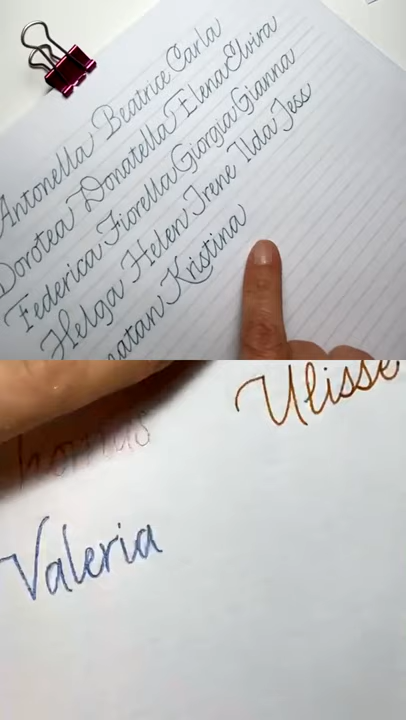 Antonella Beatrice Carla
Dorotea Donatella Elena Elvira
Federica Fiorella Giorgia Gianna
Helga Helen Irene Ilda Jess
natan Kristina
Ulisse
Valeria